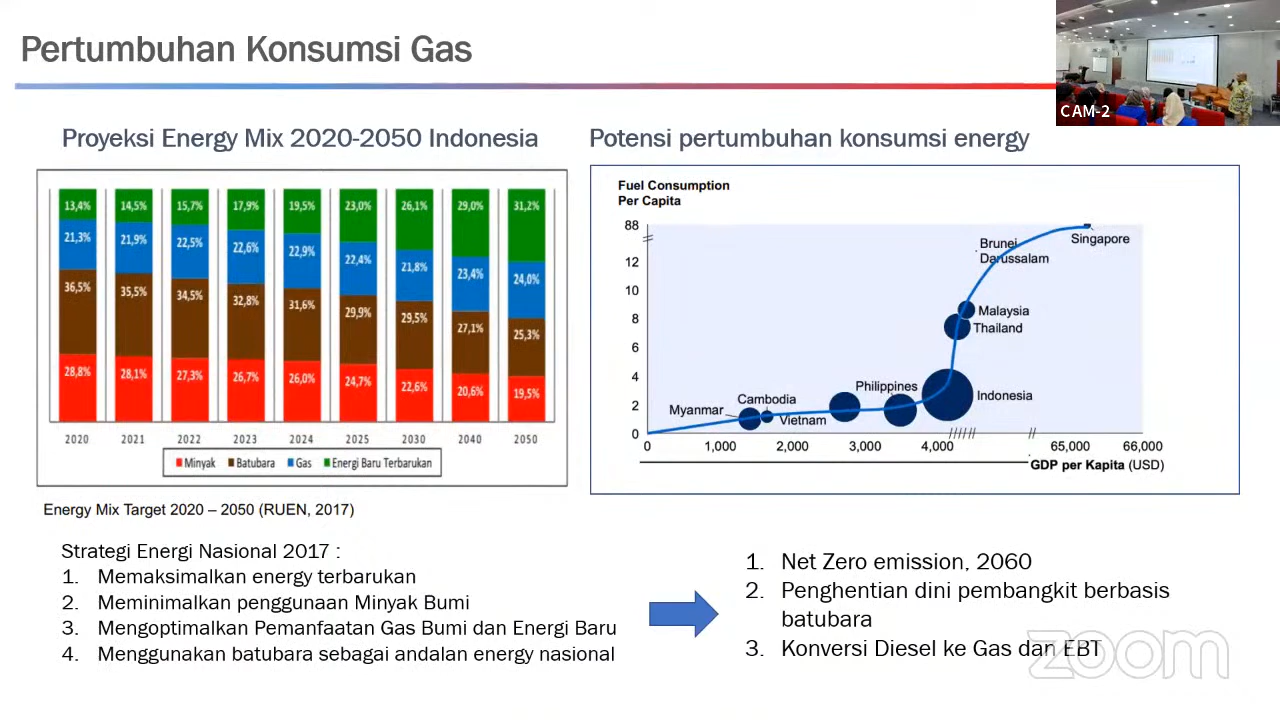 Pertumbuhan Konsumsi Gas
CAM-2
Proyeksi Energy Mix 2020-2050 Indonesia
13,4% 14,5% 15,7% 17,9% 19,5% 23,0% 26,1% 29,0% 31,2%
21,3% 21,9% 22,5% 22,6% 22,9% 22,4% 21,8% 23,4% 24,0%
36,5% 35,5% 34,5% 32,8% 31,6% 29,9% 29,5% 27,1% 25,3%
28,8% 28,1% 27,3% 26,7% 26,0% 24,7% 22,6% 20,6% 19,5%
2020 2021 2022 2023 2024 2025 2030 2040 2050
Minyak Batubara Gas Energi Baru Terbarukan
Energy Mix Target 2020 – 2050 (RUEN, 2017)
Potensi pertumbuhan konsumsi energy
Fuel Consumption
Per Capita
88
12
10
8
6
4
2
0
Singapore
Brunei
Darussalam
Malaysia
Thailand
Indonesia
Philippines
Cambodia
Myanmar
Vietnam
0 1,000 2,000 3,000 4,000 65,000 66,000
GDP per Kapita (USD)
Strategi Energi Nasional 2017 :
1. Memaksimalkan energy terbarukan
2. Meminimalkan penggunaan Minyak Bumi
3. Mengoptimalkan Pemanfaatan Gas Bumi dan Energi Baru
4. Menggunakan batubara sebagai andalan energy nasional
1. Net Zero emission, 2060
2. Penghentian dini pembangkit berbasis
batubara
3. Konversi Diesel ke Gas dan EBT
zoom